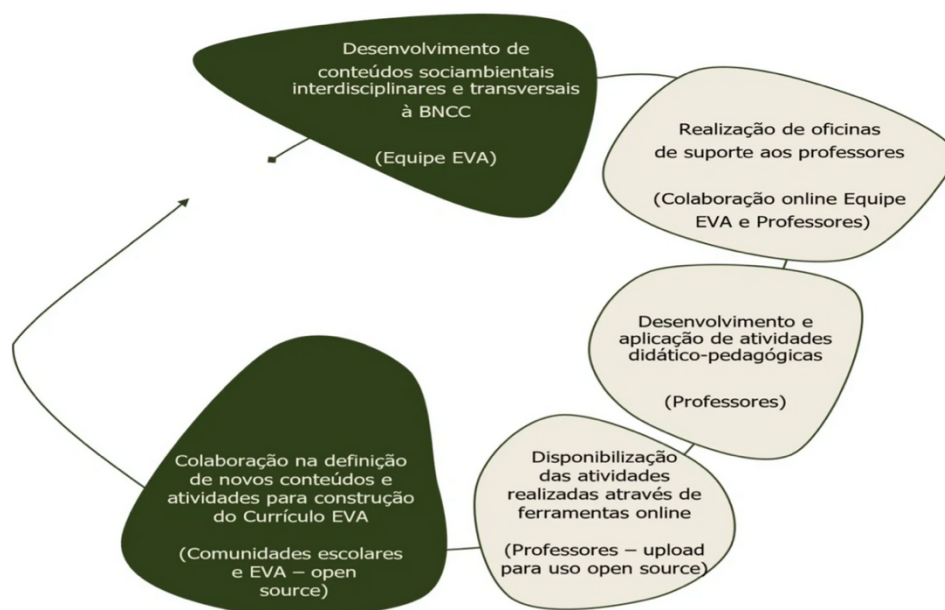 Desenvolvimento de
conteúdos sociambientais
interdisciplinares e transversais
à BNCC
(Equipe EVA)
Realização de oficinas
de suporte aos professores
(Colaboração online Equipe
EVA e Professores)
Desenvolvimento e
aplicação de atividades
didático-pedagógicas
(Professores)
Disponibilização
das atividades
realizadas através de
ferramentas online
(Professores – upload
para uso open source)
Colaboração na definição
de novos conteúdos e
atividades para construção
do Currículo EVA
(Comunidades escolares
e EVA – open
source)